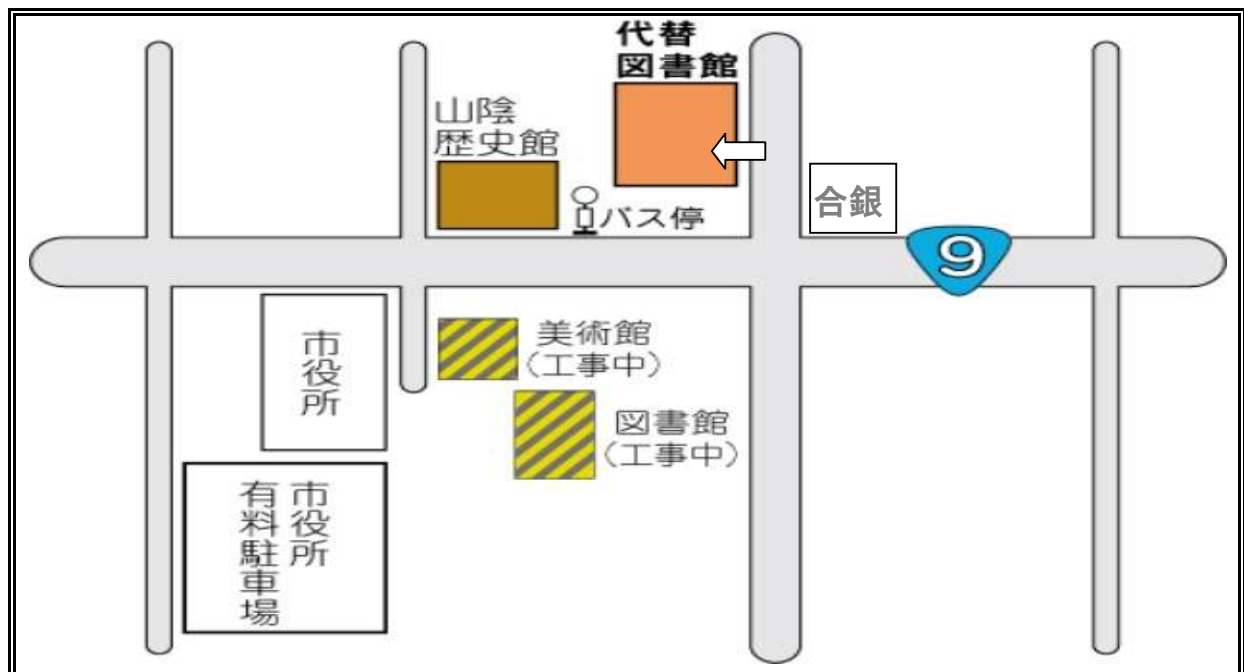 代替
図書館
山陰
歴史館
バス停
合銀
9
市役所
美術館
(工事中)
図書館
(工事中)
市役所
有料駐車場